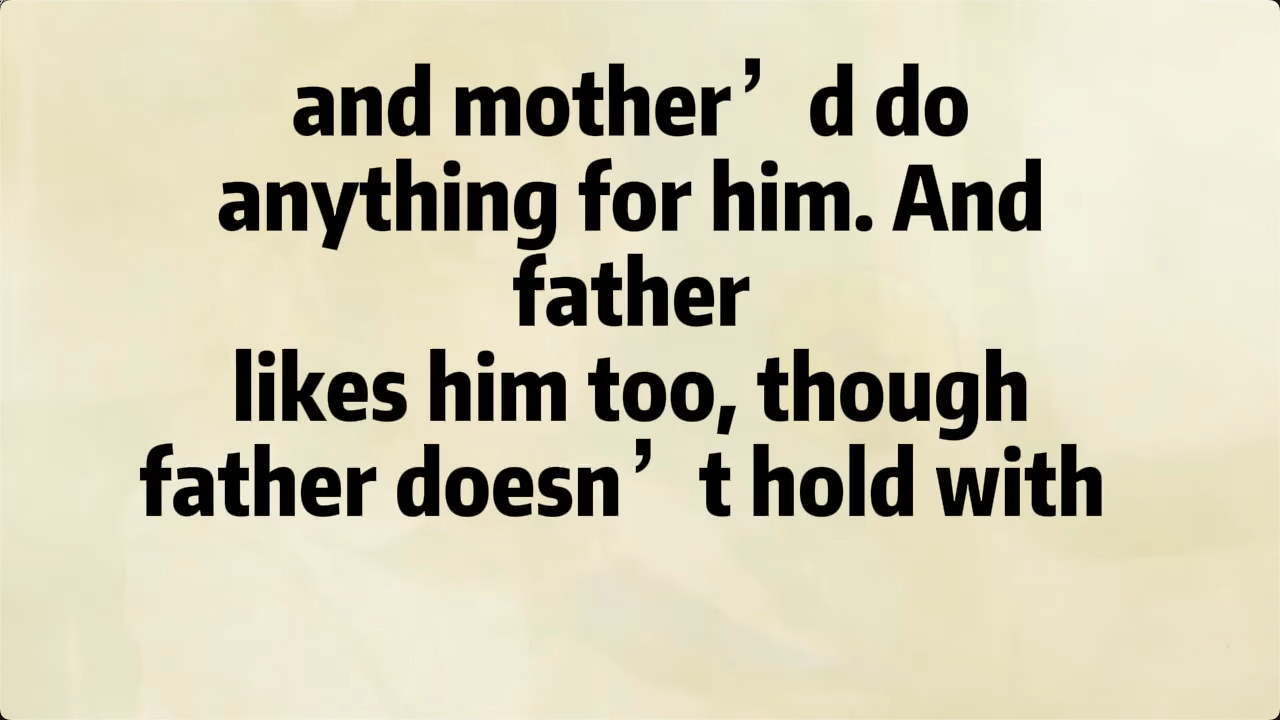 and mother’d do
anything for him. And
father
likes him too, though
father doesn’t hold with